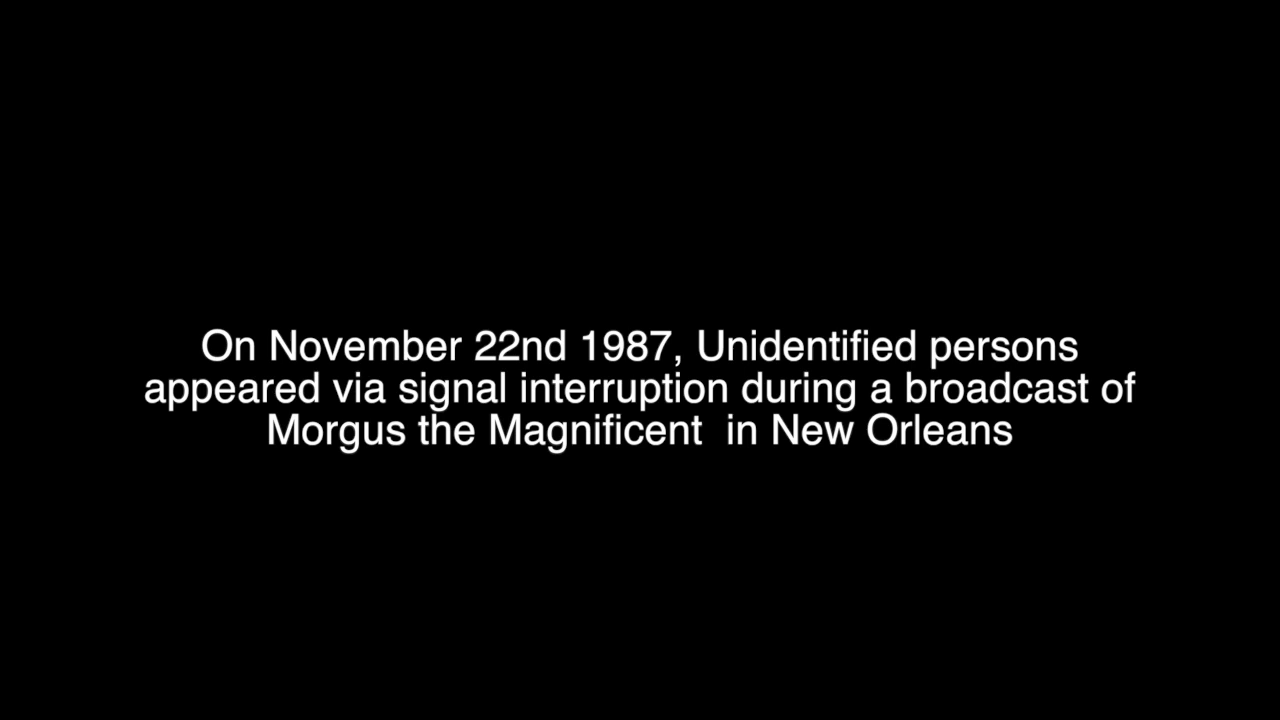 On November 22nd 1987, Unidentified persons
appeared via signal interruption during a broadcast of
Morgus the Magnificent  in New Orleans